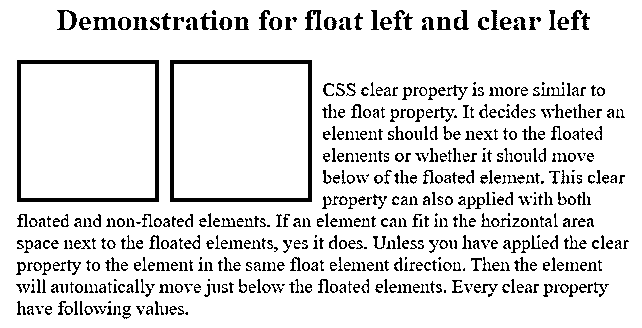 Demonstration for float left and clear left
CSS clear property is more similar to
the float property. It decides whether an
element should be next to the floated
elements or whether it should move
below of the floated element. This clear
property can also applied with both
floated and non-floated elements. If an element can fit in the horizontal area
space next to the floated elements, yes it does. Unless you have applied the clear
property to the element in the same float element direction. Then the element
will automatically move just below the floated elements. Every clear property
have following values.